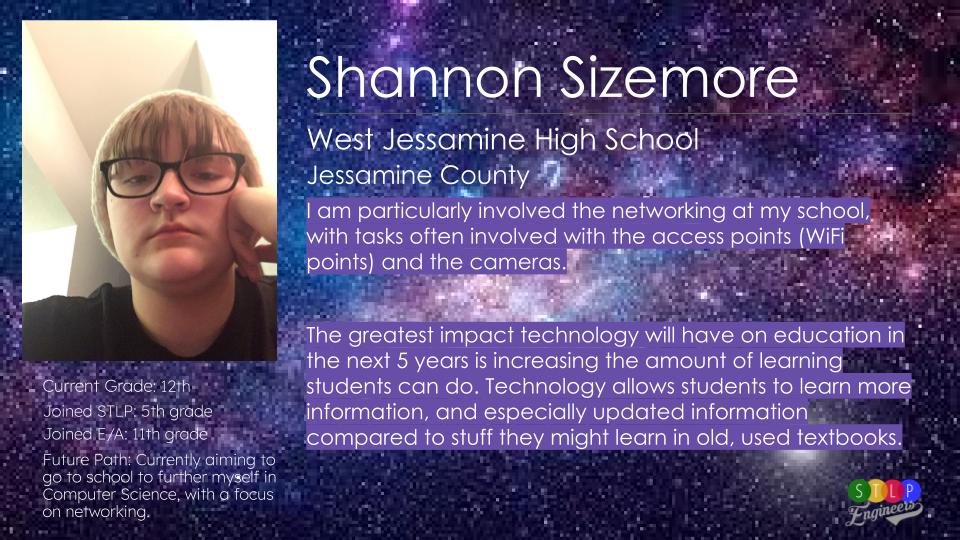 Shannon Sizemore
West Jessamine High School
Jessamine County
I am particularly involved the networking at my school,
with tasks often involved with the access points (WiFi
points) and the cameras.
The greatest impact technology will have on education in
the next 5 years is increasing the amount of learning
students can do. Technology allows students to learn more
information, and especially updated information
compared to stuff they might learn in old, used textbooks.
Current Grade: 12th
Joined STLP: 5th grade
Joined E/A: 11th grade
Future Path: Currently aiming to
go to school to further myself in
Computer Science, with a focus
on networking.
STLP
Engineers